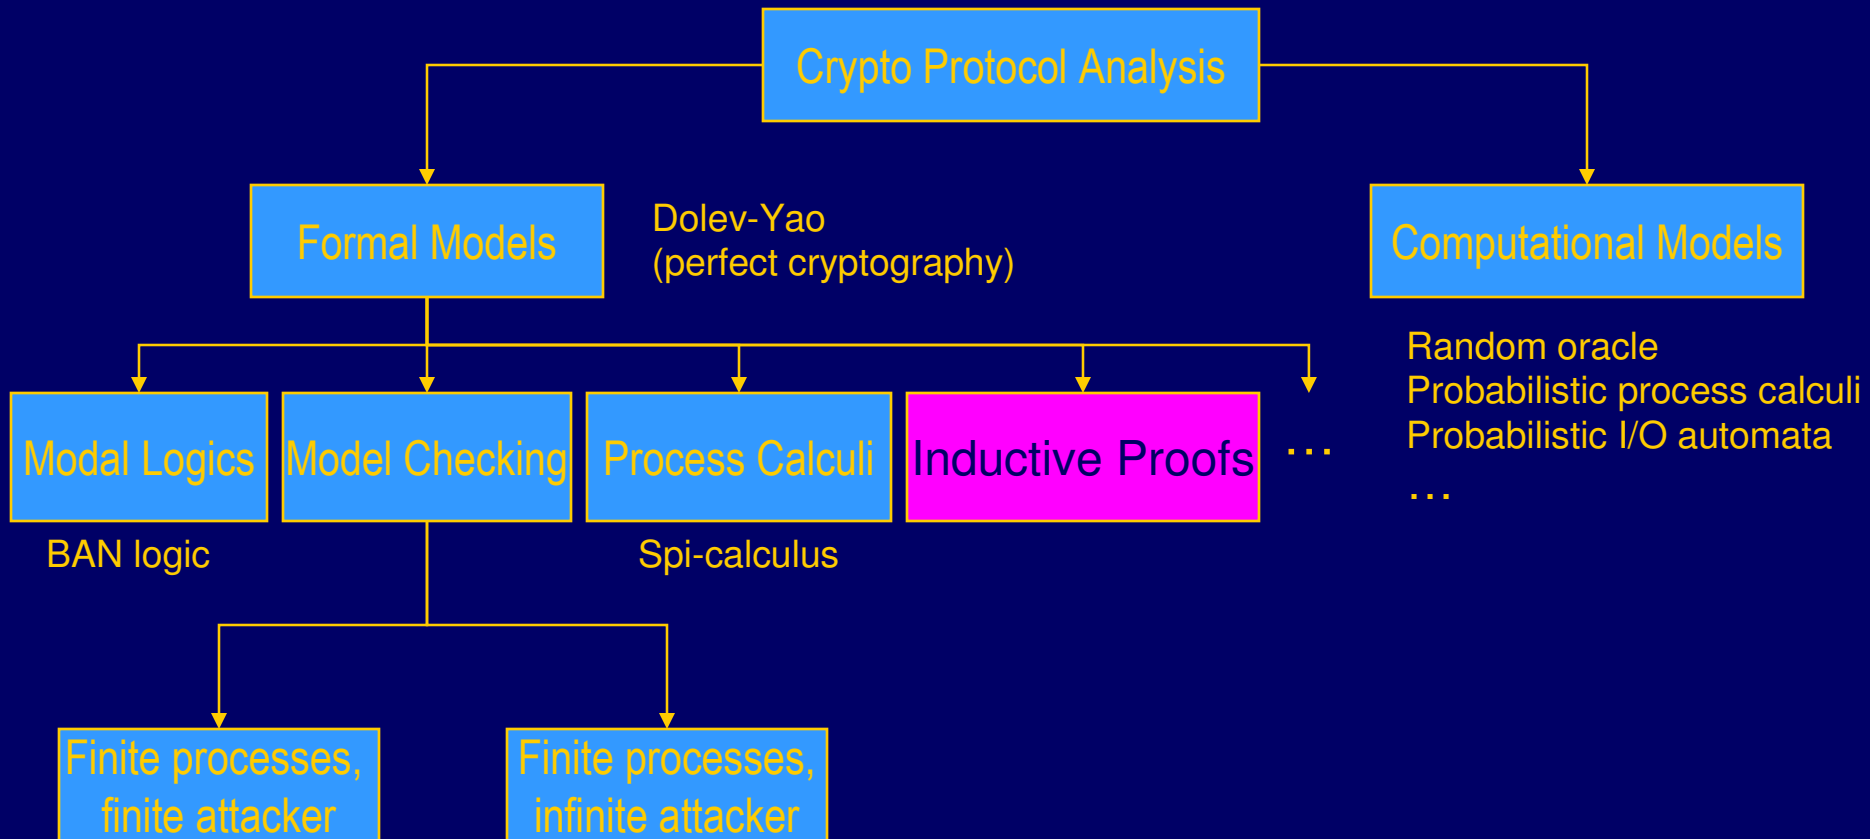 Crypto Protocol Analysis
Formal Models
Dolev-Yao
(perfect cryptography)
Computational Models
Random oracle
Probabilistic process calculi
Probabilistic I/O automata
…
Modal Logics
Model Checking
Process Calculi
Inductive Proofs
…
BAN logic
Spi-calculus
Finite processes,
finite attacker
Finite processes,
infinite attacker